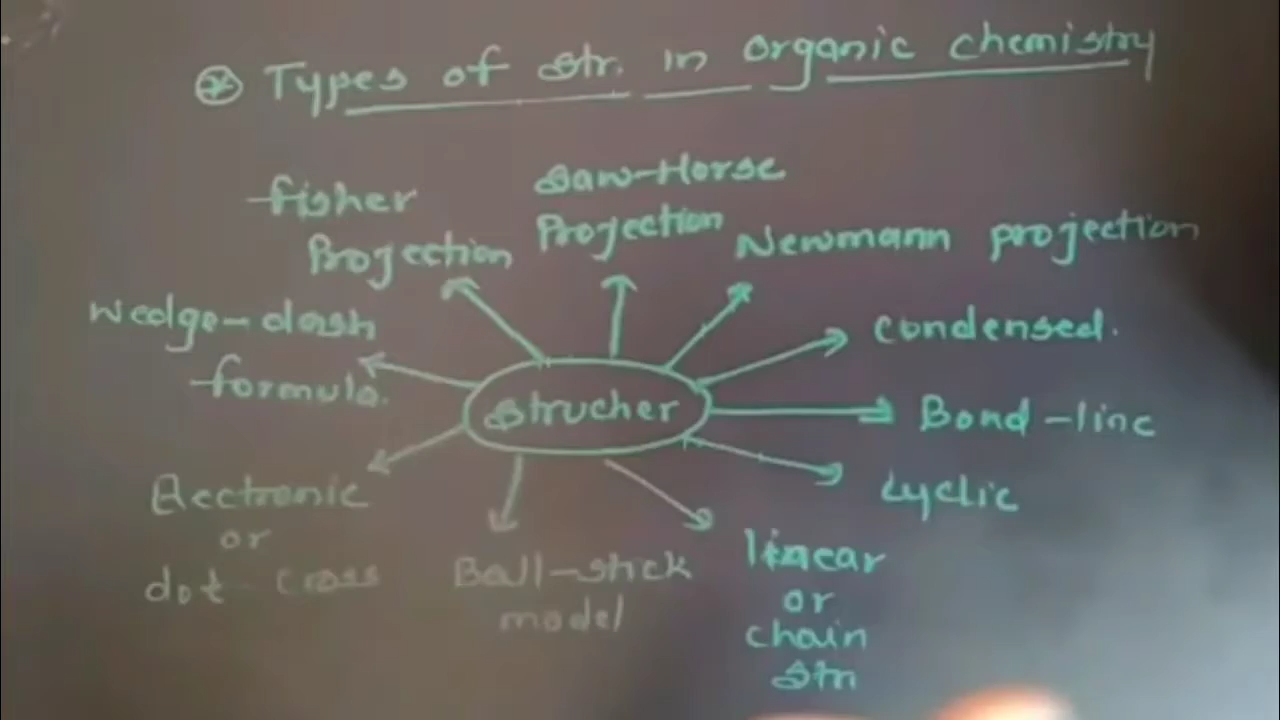 Types of str. in organic chemistry
fisher
Projection
Saw-Horse
Projection
Newmann projection
Wedge-dash
formula.
Condensed.
Strucher
Bond-line
Cyclic
Electronic
or
dot-cross
Ball-stick
model
linear
or
chain
Str